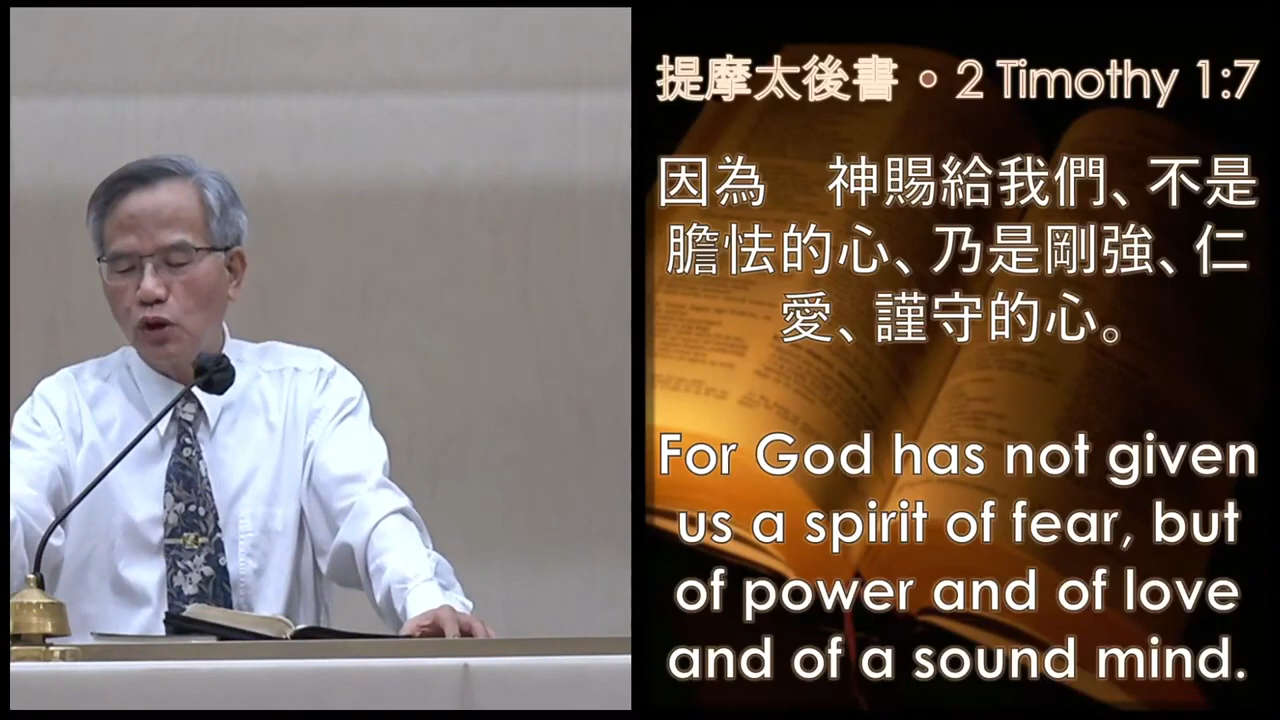 提摩太後書•2 Timothy 1:7
因為　神賜給我們、不是
膽怯的心、乃是剛強、仁
愛、謹守的心。
For God has not given
us a spirit of fear, but
of power and of love
and of a sound mind.